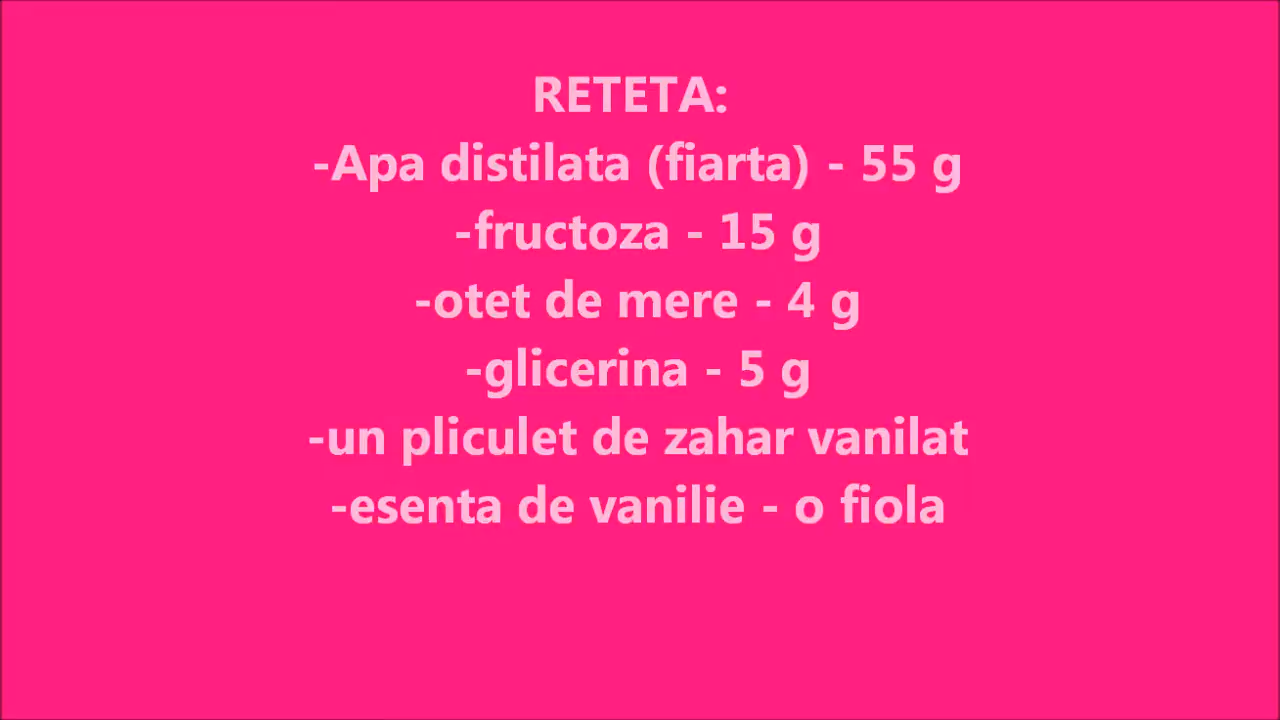 RETETA:
-Apa distilata (fiarta) - 55 g
-fructoza - 15 g
-otet de mere - 4 g
-glicerina - 5 g
-un pliculet de zahar vanilat
-esenta de vanilie - o fiola